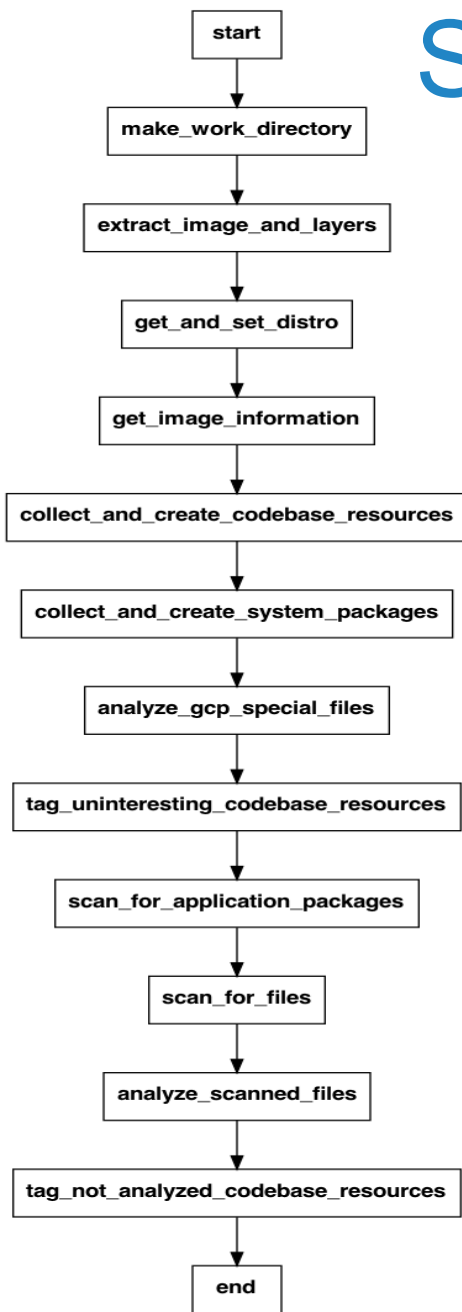 start
S
make_work_directory
extract_image_and_layers
get_and_set_distro
get_image_information
collect_and_create_codebase_resources
collect_and_create_system_packages
analyze_gcp_special_files
tag_uninteresting_codebase_resources
scan_for_application_packages
scan_for_files
analyze_scanned_files
tag_not_analyzed_codebase_resources
end